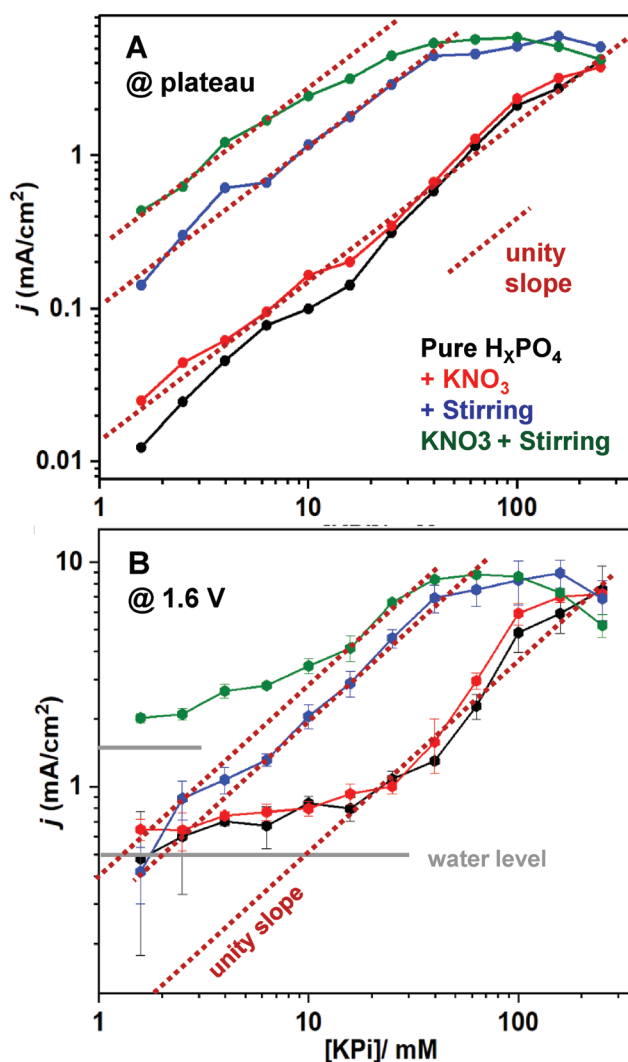 A
@ plateau
1
0.1
0.01
j (mA/cm²)
unity
slope
Pure HₓPO₄
+ KNO₃
+ Stirring
KNO3 + Stirring
1
10
100
B
@ 1.6 V
10
1
j (mA/cm²)
water level
unity slope
1
10
100
1000
[KPi]/ mM